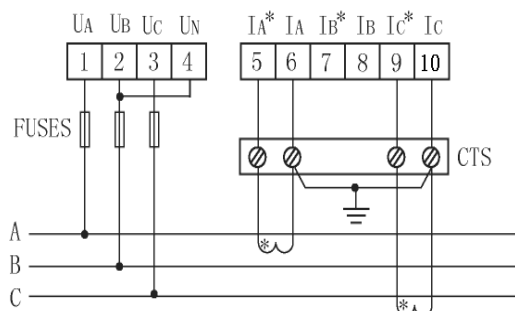 UA UB UC UN IA* IA IB* IB IC* IC
1 2 3 4 5 6 7 8 9 10
FUSES
CTS
A
*
B
C
*